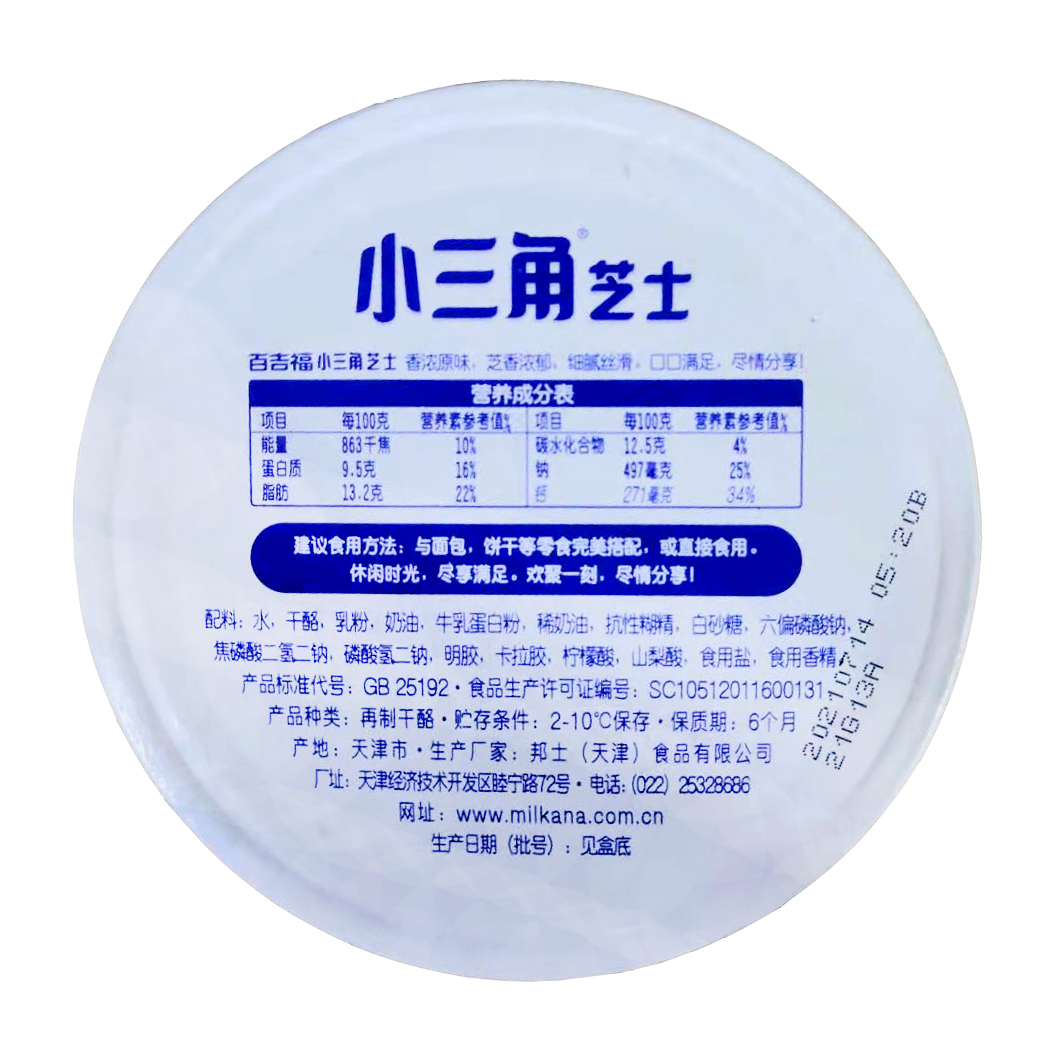 小三角®芝士
百吉福 小三角芝士 香浓原味，芝香浓郁，细腻丝滑，口口满足，尽情分享！
营养成分表
项目 每100克 营养素参考值% 项目 每100克 营养素参考值%
能量 863千焦 10% 碳水化合物 12.5克 4%
蛋白质 9.5克 16% 钠 497毫克 25%
脂肪 13.2克 22% 钙 271毫克 34%
建议食用方法：与面包，饼干等零食完美搭配，或直接食用。
休闲时光，尽享满足。欢聚一刻，尽情分享！
配料：水，干酪，乳粉，奶油，牛乳蛋白粉，稀奶油，抗性糊精，白砂糖，六偏磷酸钠，
焦磷酸二氢二钠，磷酸氢二钠，明胶，卡拉胶，柠檬酸，山梨酸，食用盐，食用香精
产品标准代号：GB 25192·食品生产许可证编号：SC10512011600131
产品种类：再制干酪·贮存条件：2-10℃保存·保质期：6个月
产地：天津市·生产厂家：邦士（天津）食品有限公司
厂址：天津经济技术开发区睦宁路72号·电话：(022) 25328686
网址：www.milkana.com.cn
生产日期（批号）：见盒底
20210714 05:20B
21G13A